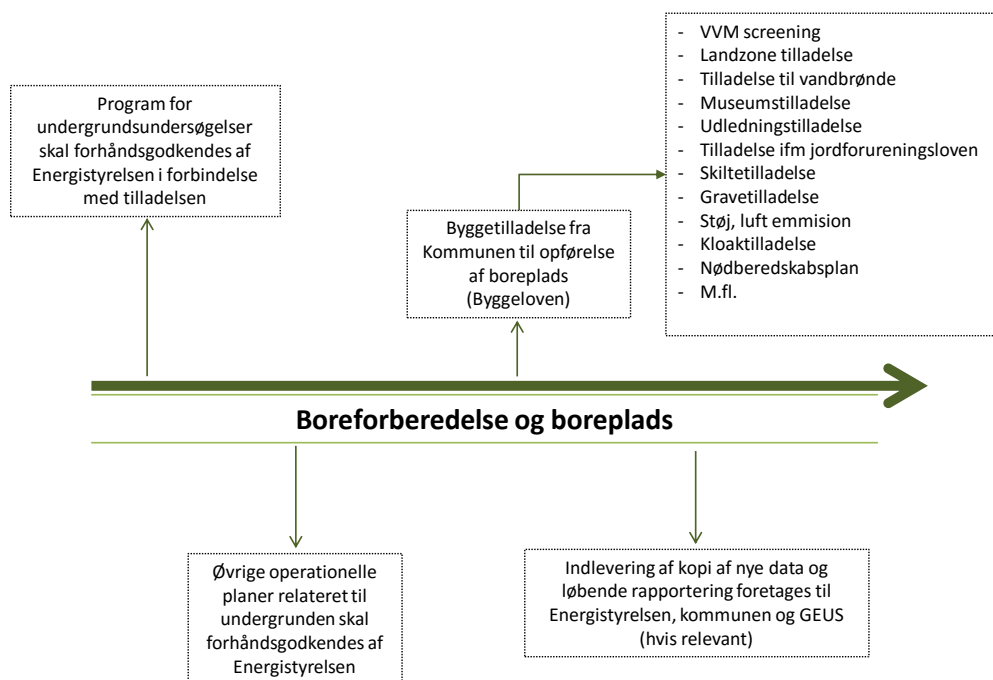 Program for
undergrundsundersøgelser
skal forhåndsgodkendes af
Energistyrelsen i forbindelse
med tilladelsen
Byggetilladelse fra
Kommunen til opførelse
af boreplads
(Byggeloven)
- VVM screening
- Landzone tilladelse
- Tilladelse til vandbrønde
- Museumstilladelse
- Udledningstilladelse
- Tilladelse ifm jordforureningsloven
- Skiltetilladelse
- Gravetilladelse
- Støj, luft emmision
- Kloaktilladelse
- Nødberedskabsplan
- M.fl.
Boreforberedelse og boreplads
Øvrige operationelle
planer relateret til
undergrunden skal
forhåndsgodkendes af
Energistyrelsen
Indlevering af kopi af nye data og
løbende rapportering foretages til
Energistyrelsen, kommunen og GEUS
(hvis relevant)